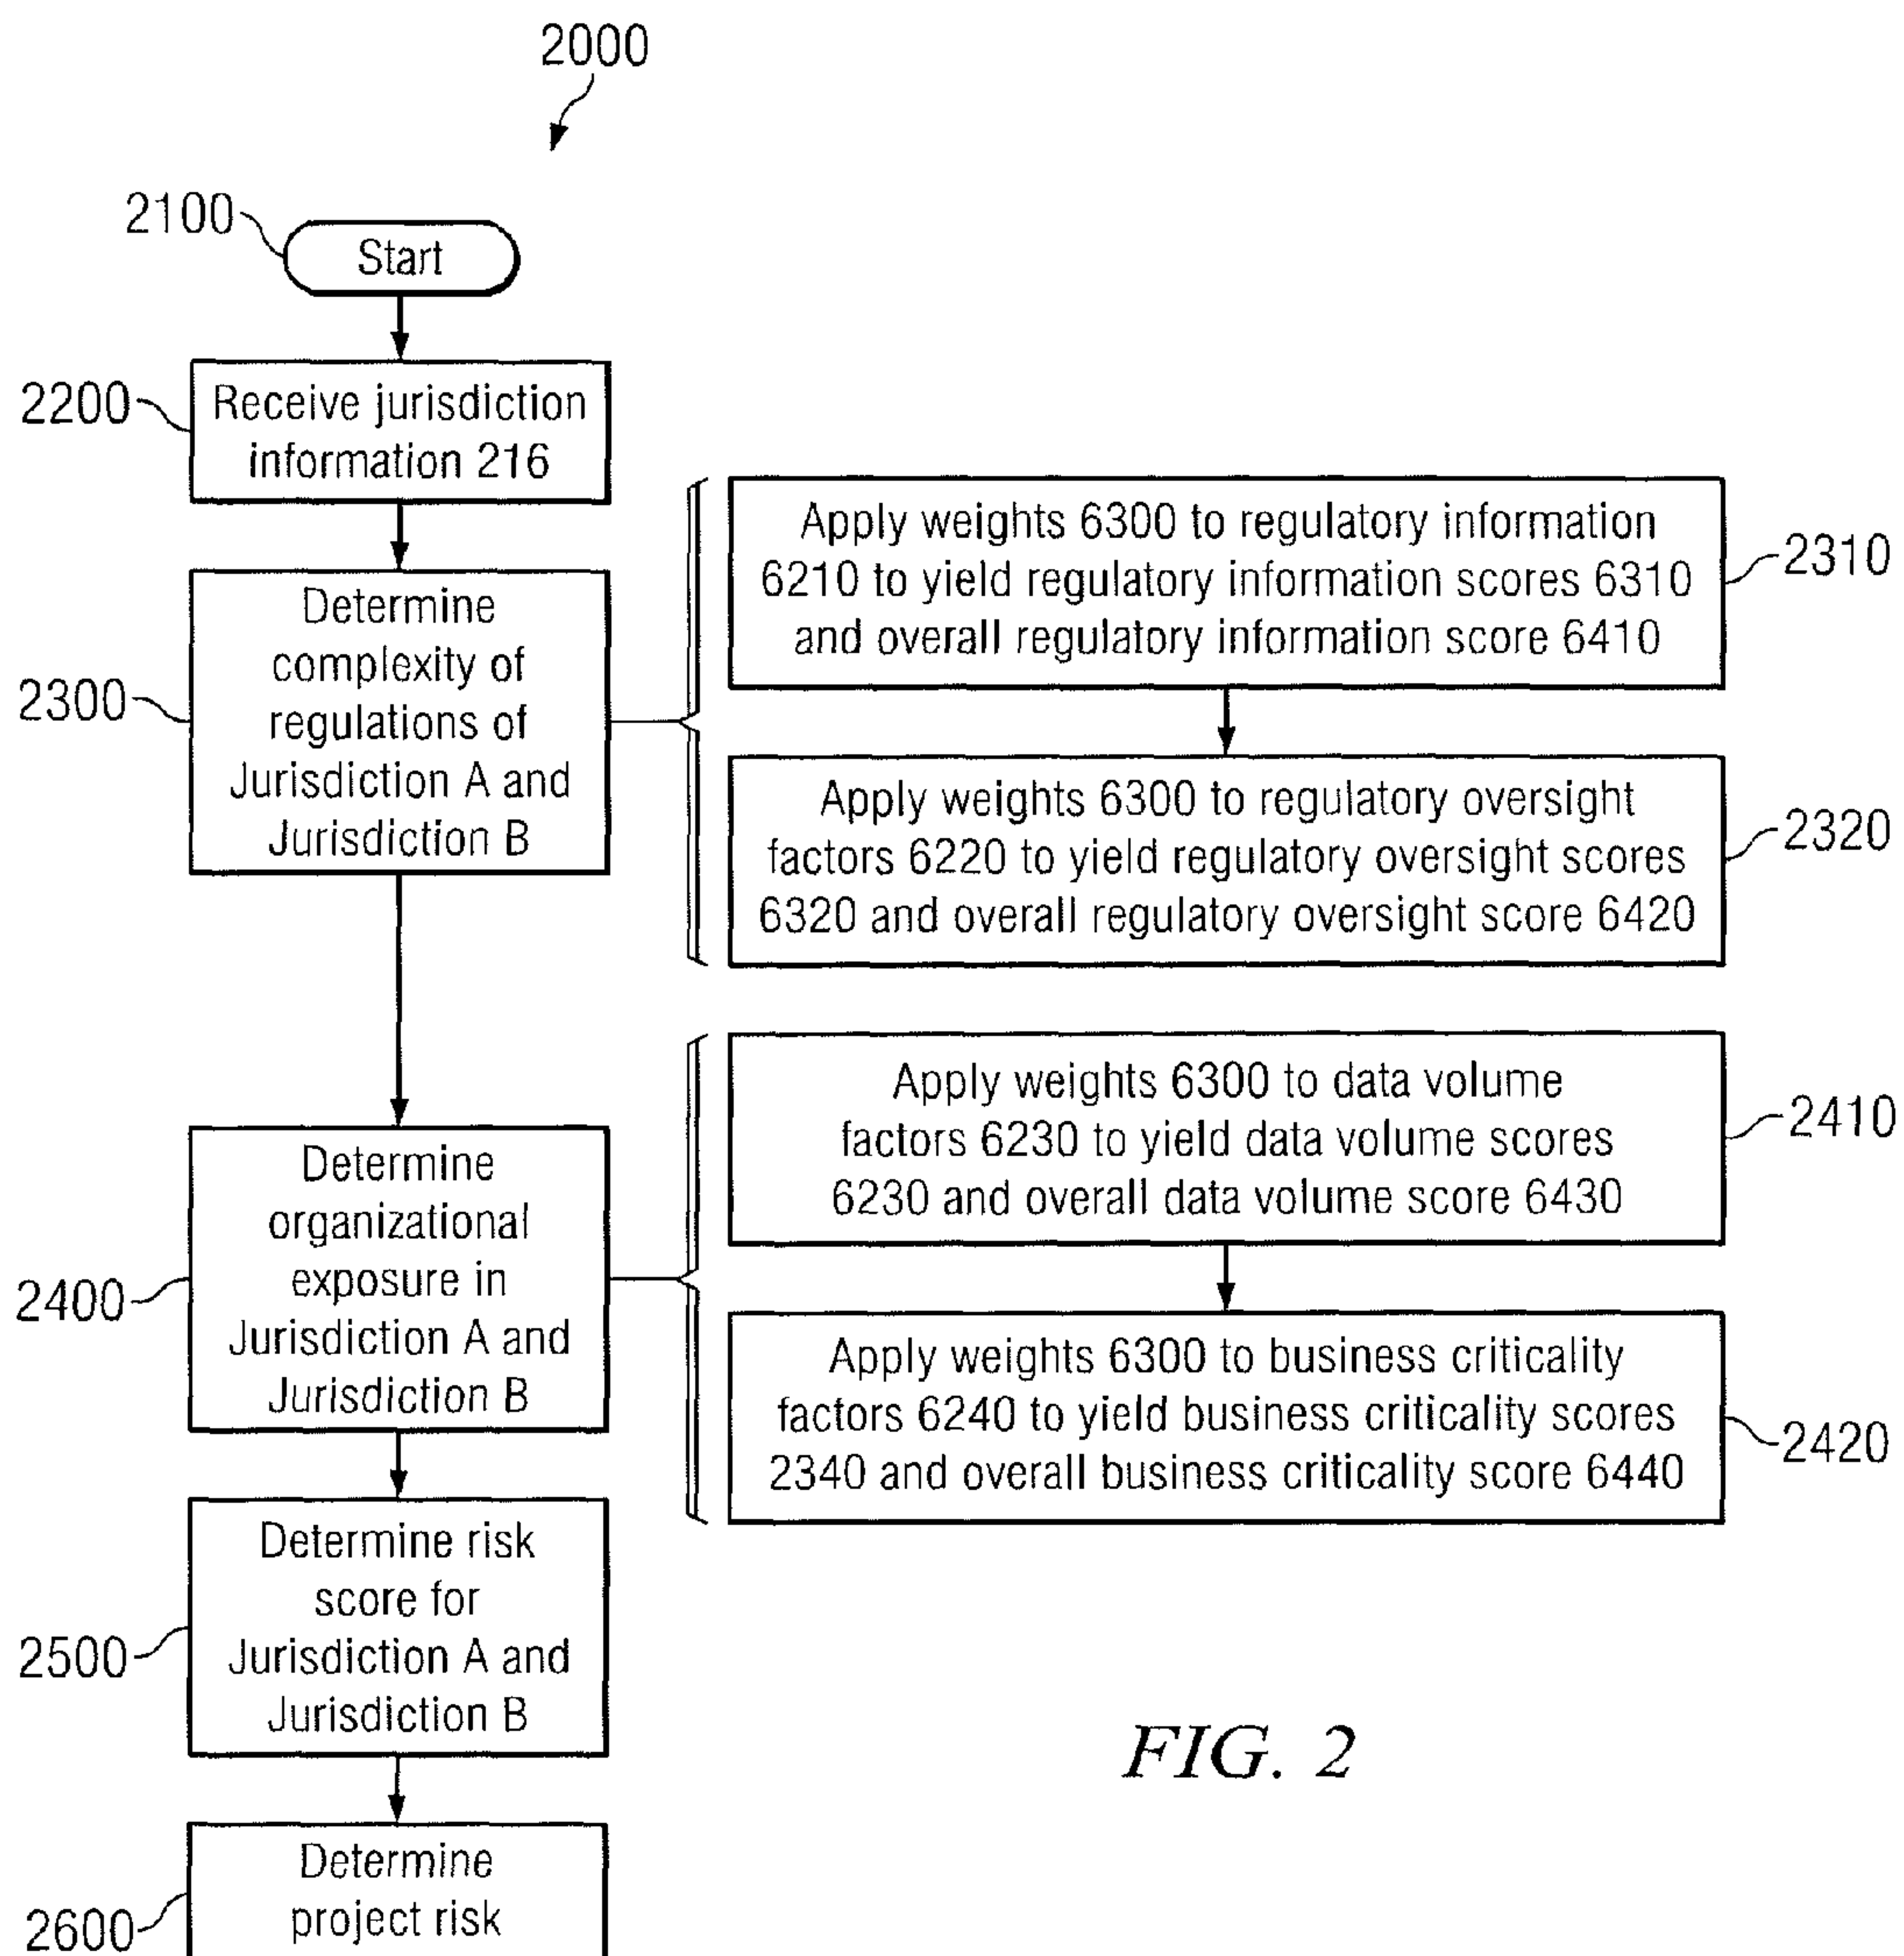 2000
2100
Start
2200
Receive jurisdiction
information 216
2300
Determine
complexity of
regulations of
Jurisdiction A and
Jurisdiction B
Apply weights 6300 to regulatory information
6210 to yield regulatory information scores 6310
and overall regulatory information score 6410
2310
Apply weights 6300 to regulatory oversight
factors 6220 to yield regulatory oversight scores
6320 and overall regulatory oversight score 6420
2320
2400
Determine
organizational
exposure in
Jurisdiction A and
Jurisdiction B
Apply weights 6300 to data volume
factors 6230 to yield data volume scores
6230 and overall data volume score 6430
2410
Apply weights 6300 to business criticality
factors 6240 to yield business criticality scores
2340 and overall business criticality score 6440
2420
2500
Determine risk
score for
Jurisdiction A and
Jurisdiction B
2600
Determine
project risk
FIG. 2